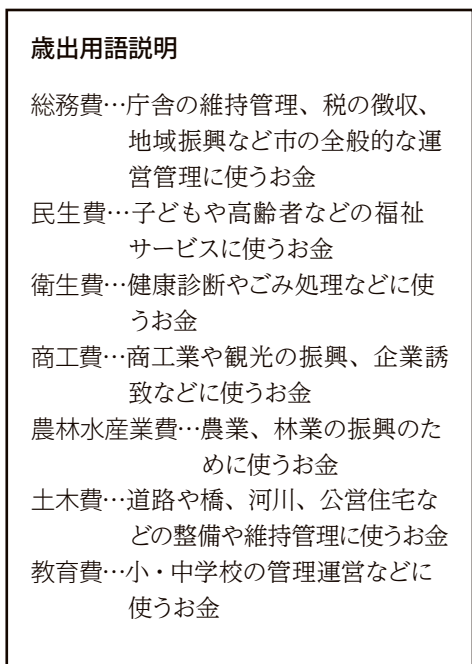 歳出用語説明
総務費…庁舎の維持管理、税の徴収、
地域振興など市の全般的な運
営管理に使うお金
民生費…子どもや高齢者などの福祉
サービスに使うお金
衛生費…健康診断やごみ処理などに使
うお金
商工費…商工業や観光の振興、企業誘
致などに使うお金
農林水産業費…農業、林業の振興のた
めに使うお金
土木費…道路や橋、河川、公営住宅な
どの整備や維持管理に使うお金
教育費…小・中学校の管理運営などに
使うお金